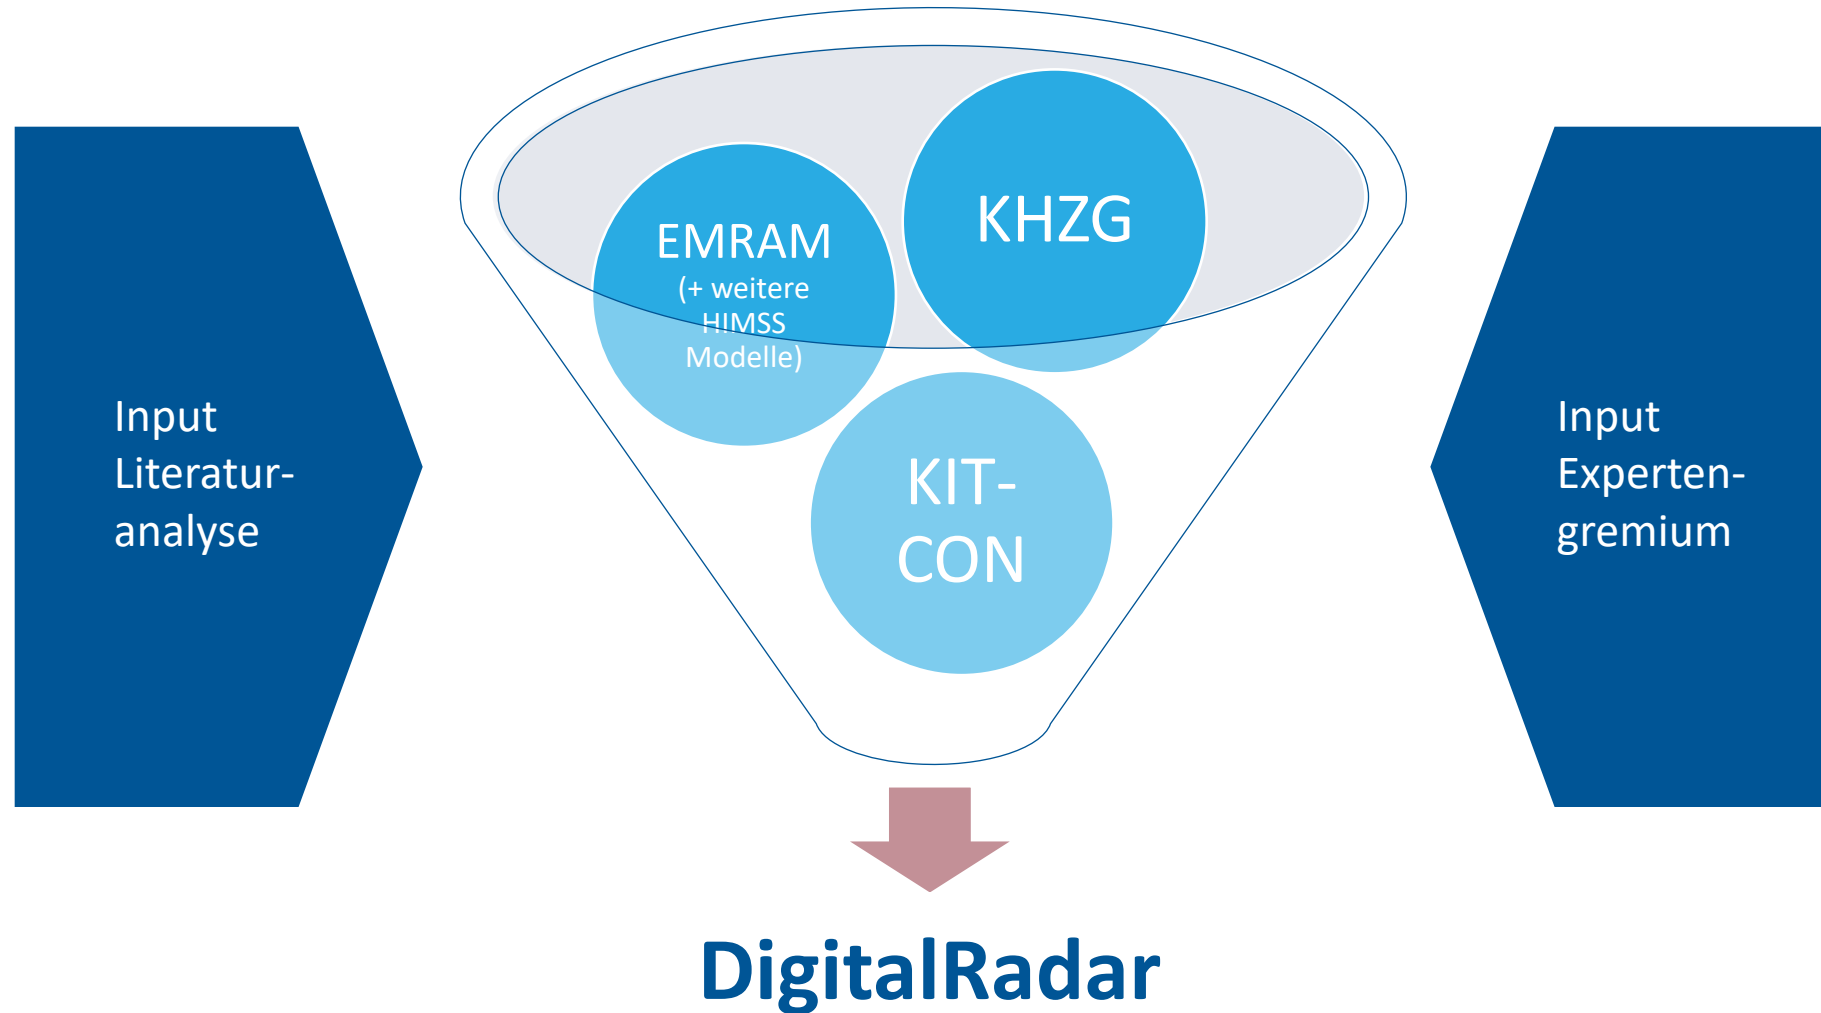 Input
Literatur-
analyse
EMRAM
(+ weitere
HIMSS
Modelle)
KHZG
KIT-
CON
Input
Experten-
gremium
DigitalRadar